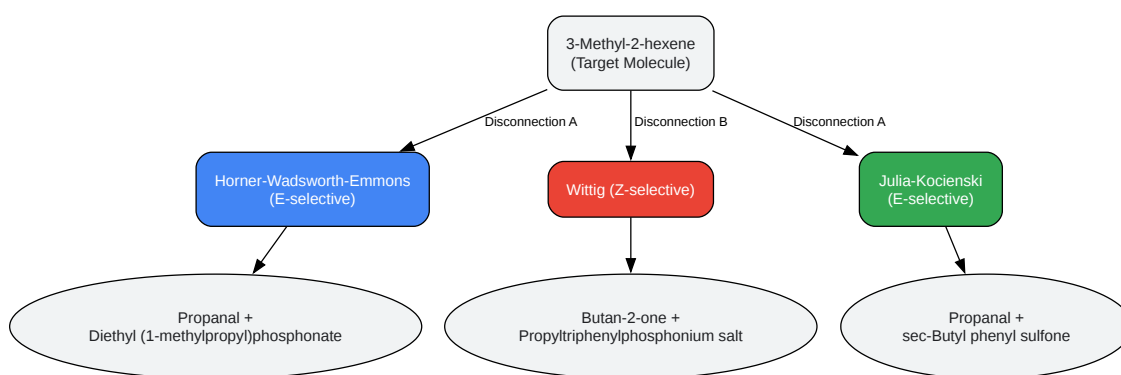 3-Methyl-2-hexene
(Target Molecule)
Disconnection A
Disconnection B
Disconnection A
Horner-Wadsworth-Emmons
(E-selective)
Wittig (Z-selective)
Julia-Kocienski
(E-selective)
Propanal +
Diethyl (1-methylpropyl)phosphonate
Butan-2-one +
Propyltriphenylphosphonium salt
Propanal +
sec-Butyl phenyl sulfone